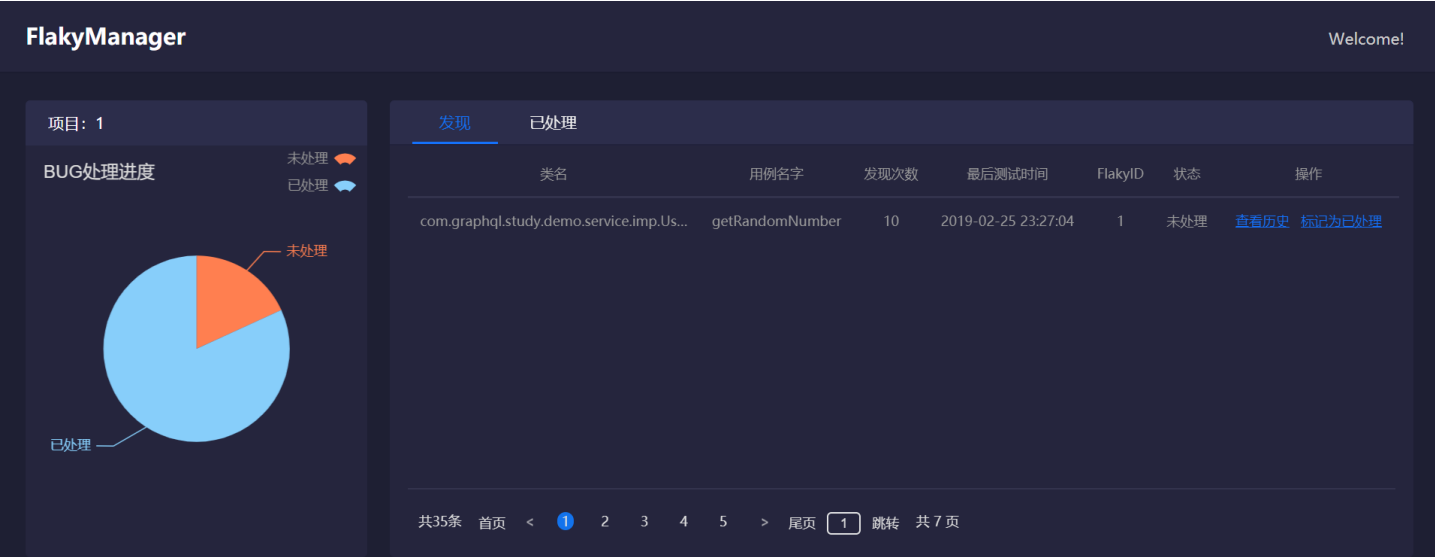 FlakyManager
Welcome!
项目：1
BUG处理进度
未处理
已处理
未处理
已处理
发现 已处理
类名 用例名字 发现次数 最后测试时间 FlakyID 状态 操作
com.graphql.study.demo.service.imp.Us... getRandomNumber 10 2019-02-25 23:27:04 1 未处理 查看历史 标记为已处理
共35条 首页 < 1 2 3 4 5 > 尾页 1 跳转 共 7 页